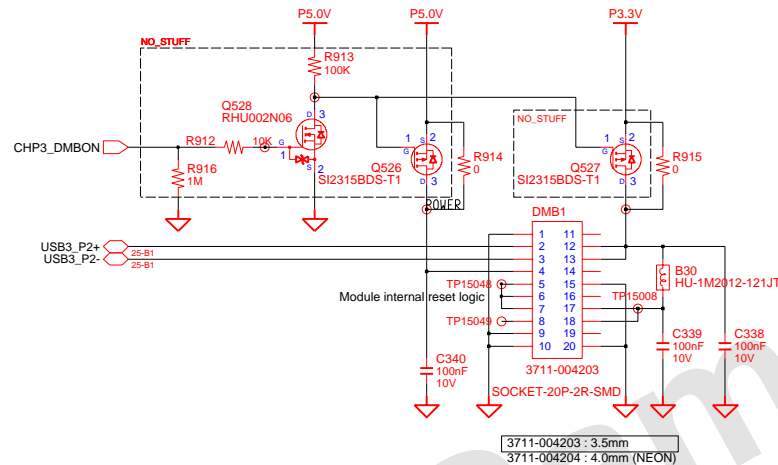 P5.0V P5.0V P3.3V
NO_STUFF
R913
100K
Q528
RHU002N06
D 3
NO_STUFF
CHP3_DMBON
R912
10K
G
1
S 2
1 S 2
G
D 3
Q526
SI2315BDS-T1
R914
0
1 S 2
G
D 3
Q527
SI2315BDS-T1
R915
0
R916
1M
POWER
DMB1
USB3_P2+
25-B1
USB3_P2-
25-B1
1 11
2 12
3 13
4 14
5 15
6 16
7 17
8 18
9 19
10 20
TP15048
Module internal reset logic
TP15049
B30
HU-1M2012-121JT
TP15008
C340
100nF
10V
C339
100nF
10V
C338
100nF
10V
3711-004203
SOCKET-20P-2R-SMD
3711-004203 : 3.5mm
3711-004204 : 4.0mm (NEON)